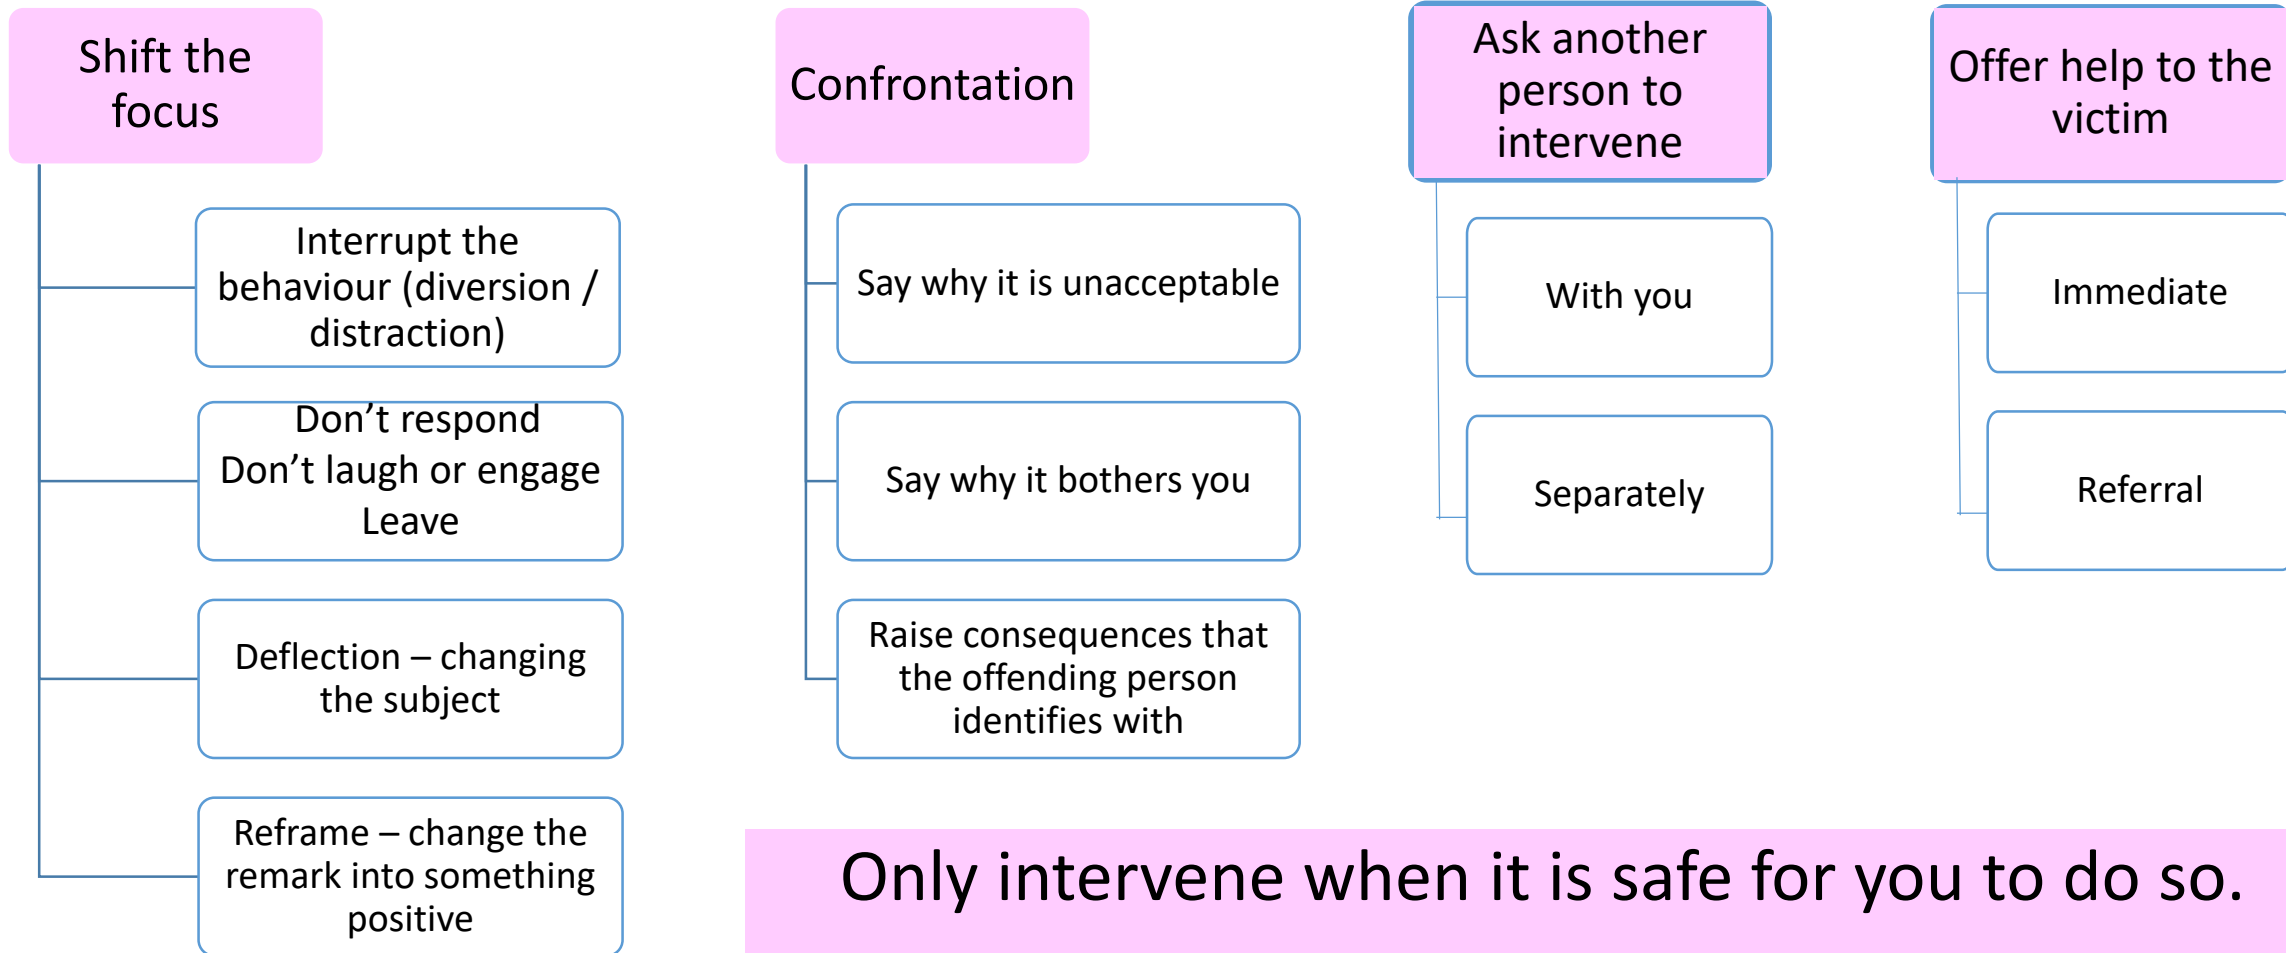 Shift the
focus
Interrupt the
behaviour (diversion /
distraction)
Don’t respond
Don’t laugh or engage
Leave
Deflection – changing
the subject
Reframe – change the
remark into something
positive
Confrontation
Say why it is unacceptable
Say why it bothers you
Raise consequences that
the offending person
identifies with
Ask another
person to
intervene
With you
Separately
Offer help to the
victim
Immediate
Referral
Only intervene when it is safe for you to do so.